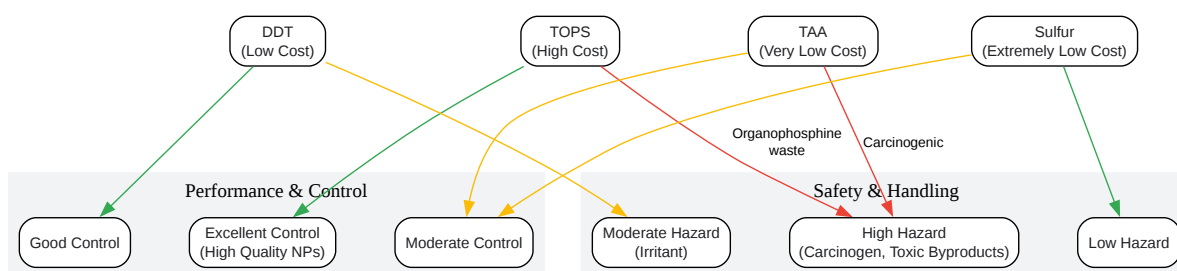 DDT
(Low Cost)
TOPS
(High Cost)
TAA
(Very Low Cost)
Sulfur
(Extremely Low Cost)
Organophosphine
waste
Carcinogenic
Performance & Control
Safety & Handling
Good Control
Excellent Control
(High Quality NPs)
Moderate Control
Moderate Hazard
(Irritant)
High Hazard
(Carcinogen, Toxic Byproducts)
Low Hazard